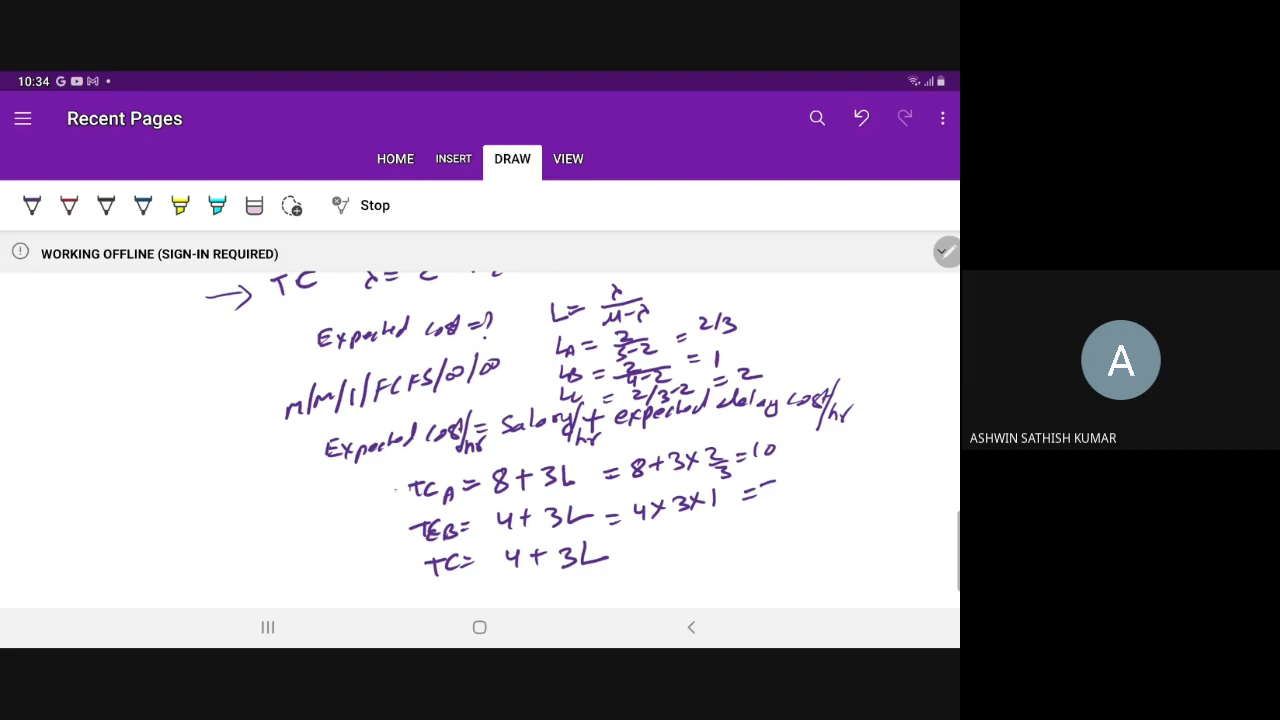 10:34
Recent Pages
HOME INSERT DRAW VIEW
Stop
WORKING OFFLINE (SIGN-IN REQUIRED)
→ TC λ=
Expected cost =?
M/M/1/FCFS/∞/∞
L= λ/(μ-λ)
LA = 2/(5-2) = 2/3
LB = 2/(4-2) = 1
LC = 2/3-2 = 2
Expected cost/hr = Salary/hr + expected delay cost/hr
TCA = 8+3L = 8+3×2/3 = 10
TCB= 4+3L = 4×3×1 =
TC= 4+3L
A
ASHWIN SATHISH KUMAR